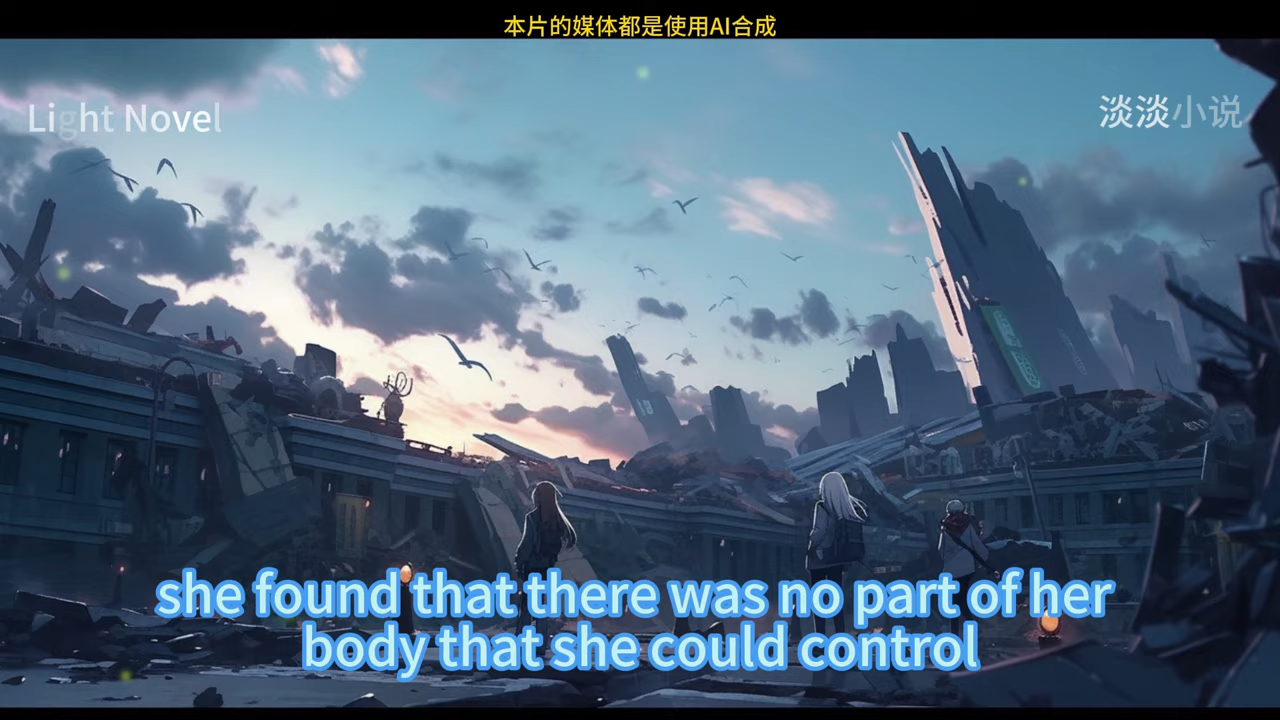 本片的媒体都是使用AI合成
Light Novel
淡淡小说
she found that there was no part of her
body that she could control